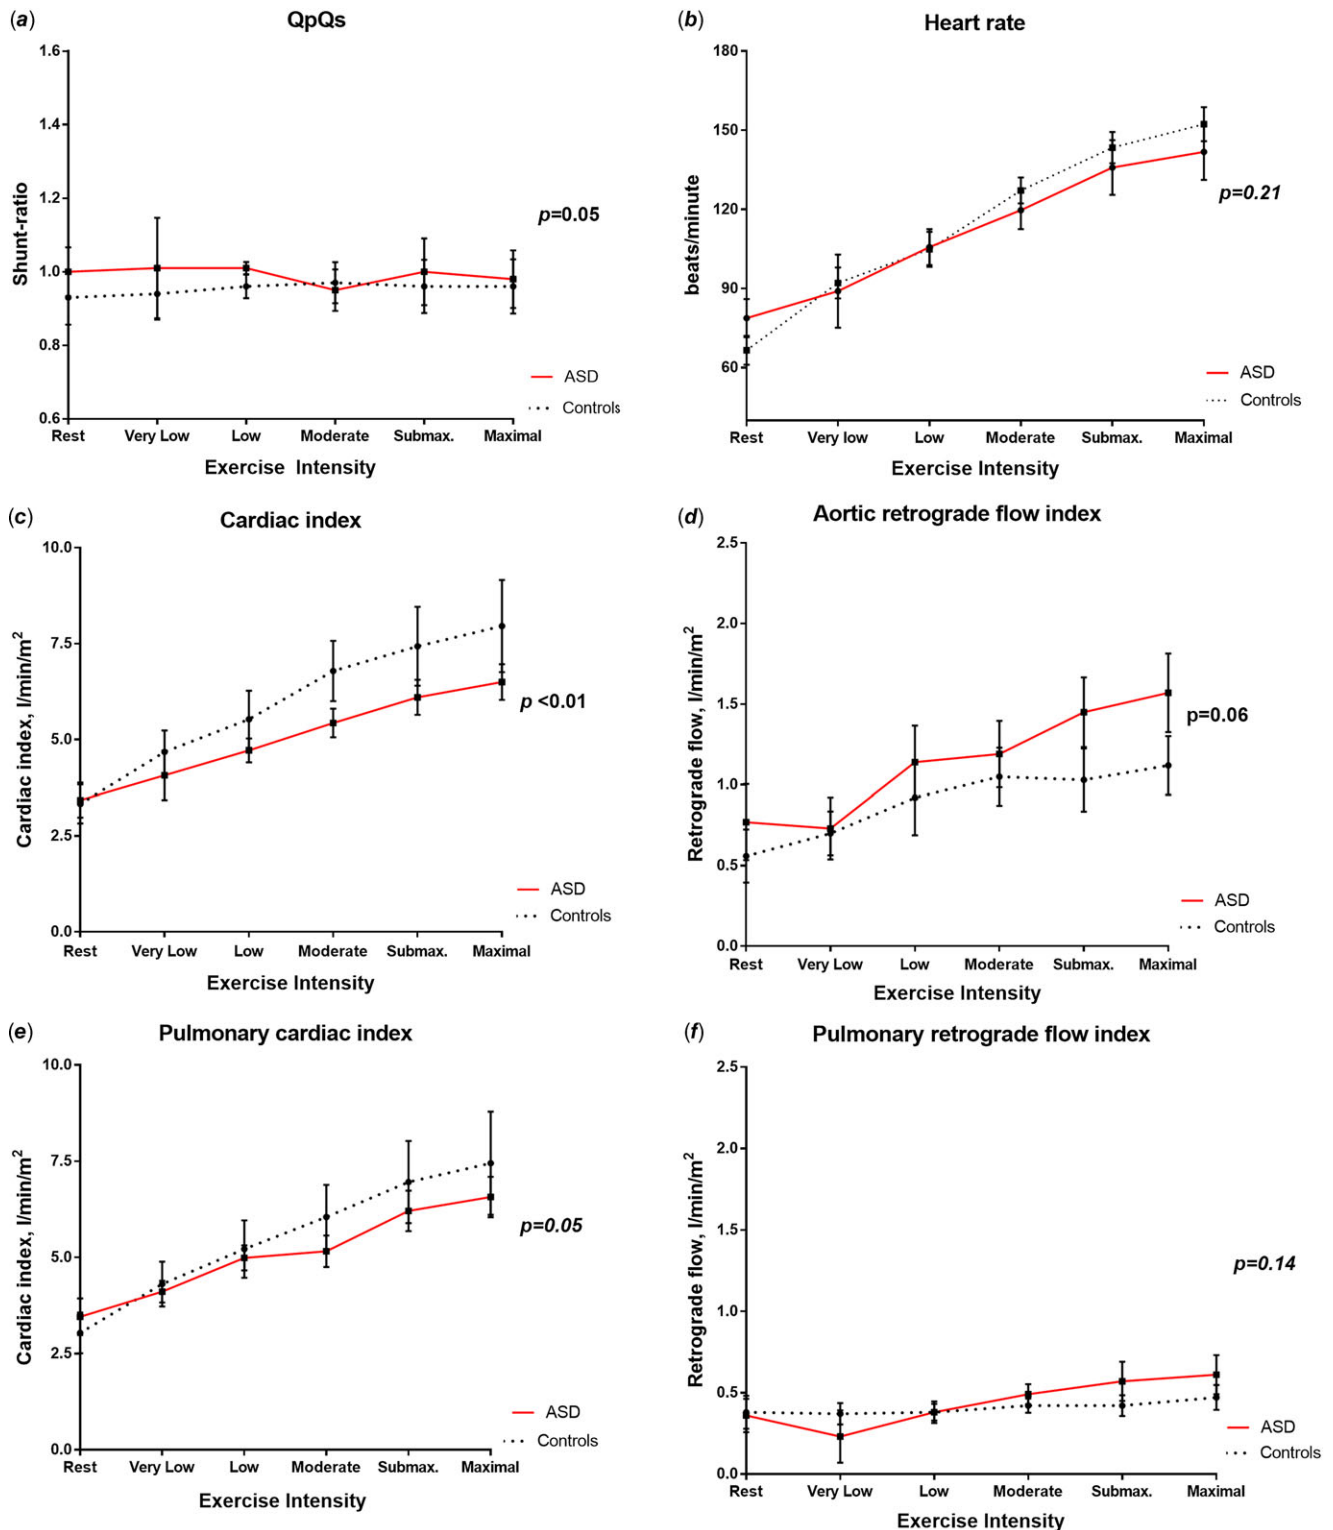 (a) QpQs
1.6
1.4
1.2
1.0
0.8
0.6
Shunt-ratio
p=0.05
ASD
Controls
Rest Very Low Low Moderate Submax. Maximal
Exercise Intensity
(b) Heart rate
180
150
120
90
60
beats/minute
p=0.21
ASD
Controls
Rest Very low Low Moderate Submax. Maximal
Exercise Intensity
(c) Cardiac index
10.0
7.5
5.0
2.5
0.0
Cardiac index, l/min/m²
p <0.01
ASD
Controls
Rest Very Low Low Moderate Submax. Maximal
Exercise Intensity
(d) Aortic retrograde flow index
2.5
2.0
1.5
1.0
0.5
0.0
Retrograde flow, l/min/m²
p=0.06
ASD
Controls
Rest Very Low Low Moderate Submax. Maximal
Exercise Intensity
(e) Pulmonary cardiac index
10.0
7.5
5.0
2.5
0.0
Cardiac index, l/min/m²
p=0.05
ASD
Controls
Rest Very Low Low Moderate Submax. Maximal
Exercise Intensity
(f) Pulmonary retrograde flow index
2.5
2.0
1.5
1.0
0.5
0.0
Retrograde flow, l/min/m²
p=0.14
ASD
Controls
Rest Very Low Low Moderate Submax. Maximal
Exercise Intensity